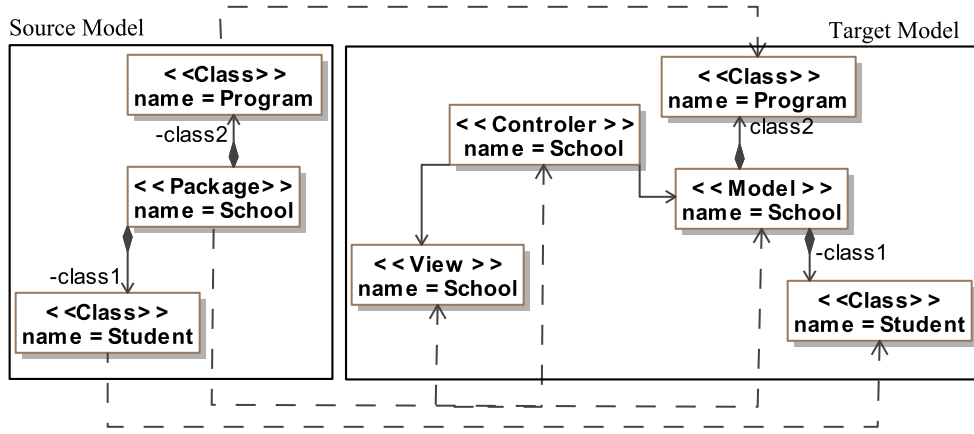 Source Model
<<Class>>
name = Program
-class2
<<Package>>
name = School
-class1
<<Class>>
name = Student
Target Model
<<Class>>
name = Program
class2
<<Controler>>
name = School
<<Model>>
name = School
<<View>>
name = School
-class1
<<Class>>
name = Student